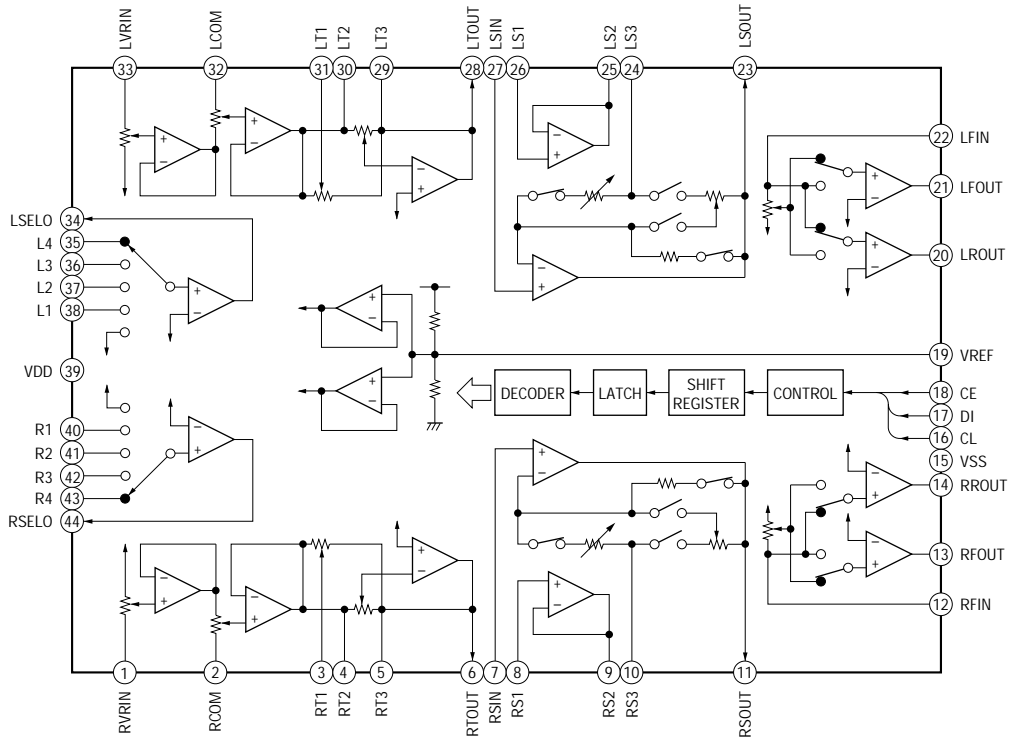 LVRIN
LCOM
LT1
LT2
LT3
LTOUT
LSIN
LS1
LS2
LS3
LSOUT
33
32
31
30
29
28
27
26
25
24
23
LSELO 34
L4 35
L3 36
L2 37
L1 38
VDD 39
R1 40
R2 41
R3 42
R4 43
RSELO 44
22 LFIN
21 LFOUT
20 LROUT
19 VREF
DECODER
LATCH
SHIFT
REGISTER
CONTROL
18 CE
17 DI
16 CL
15 VSS
14 RROUT
13 RFOUT
12 RFIN
1
2
3
4
5
6
7
8
9
10
11
RVRIN
RCOM
RT1
RT2
RT3
RTOUT
RSIN
RS1
RS2
RS3
RSOUT